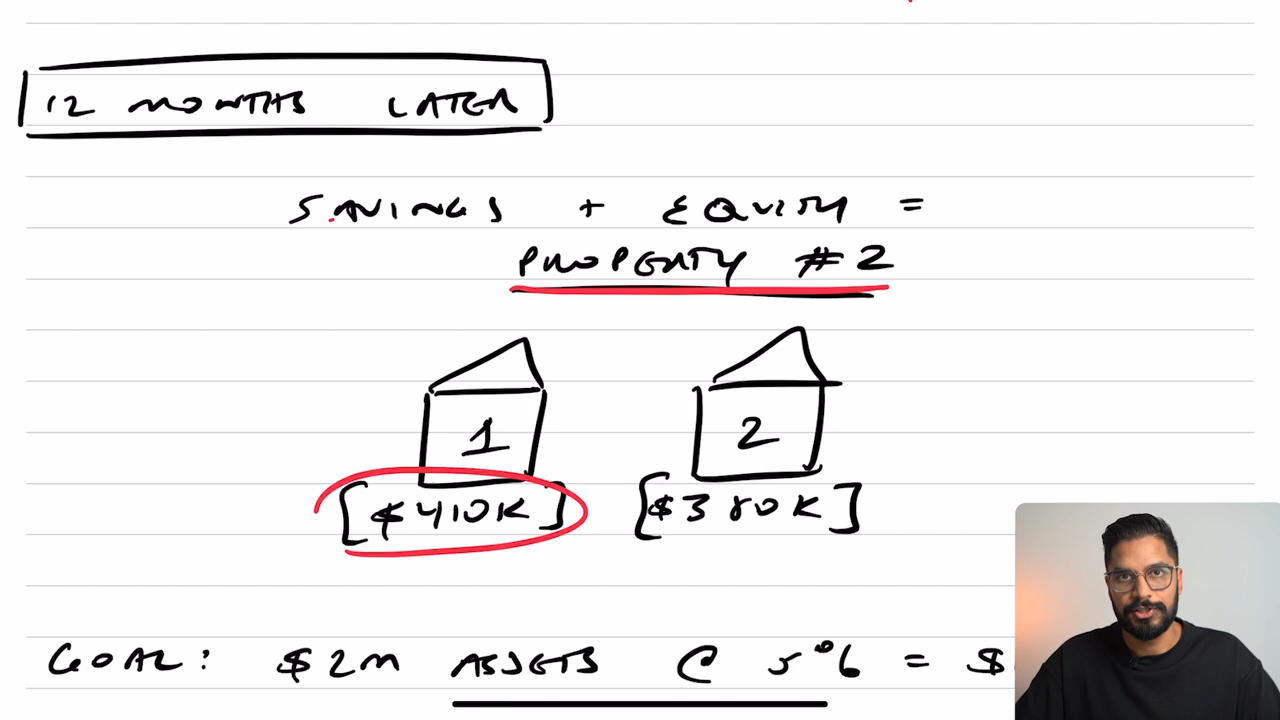 12 MONTHS LATER
SAVINGS + EQUITY =
PROPERTY #2
1 2
[$410K] [$380K]
GOAL: $2M ASSETS @ 5% = $